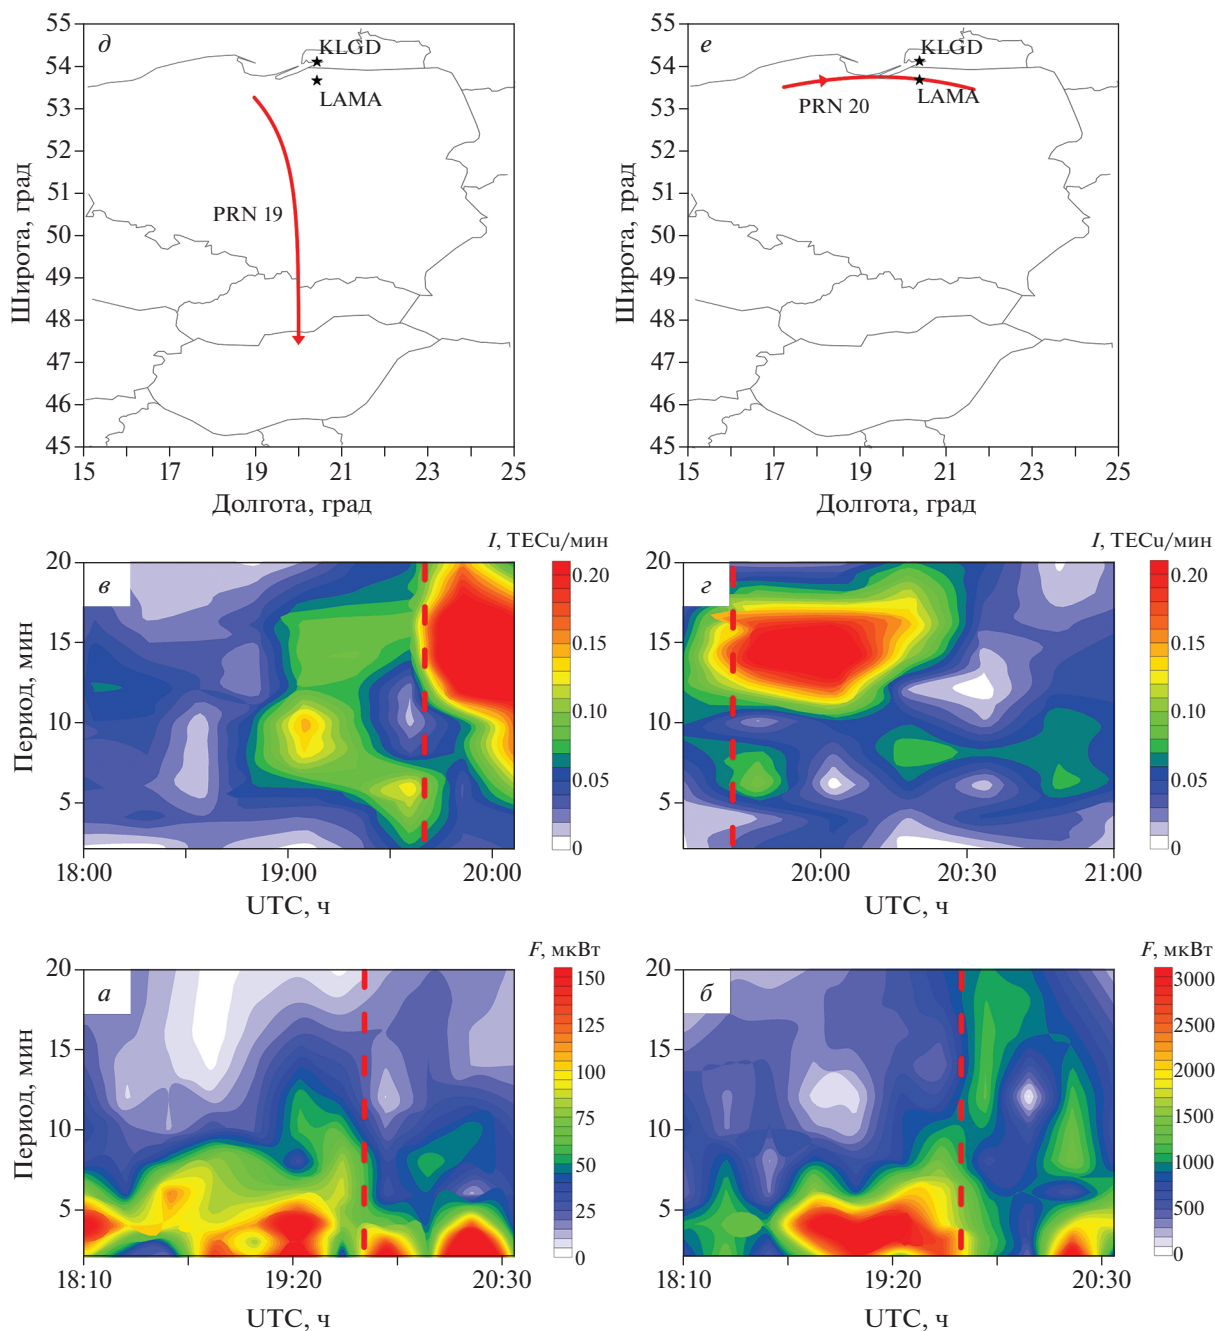 д
KLGD
LAMA
PRN 19
55
54
53
52
51
50
49
48
47
46
45
Широта, град
15 17 19 21 23 25
Долгота, град
е
KLGD
LAMA
PRN 20
55
54
53
52
51
50
49
48
47
46
45
Широта, град
15 17 19 21 23 25
Долгота, град
I, TECu/мин
в
20
15
10
5
Период, мин
18:00 19:00 20:00
UTC, ч
0.20
0.15
0.10
0.05
0
I, TECu/мин
г
20
15
10
5
20:00 20:30 21:00
UTC, ч
0.20
0.15
0.10
0.05
0
F, мкВт
а
20
15
10
5
Период, мин
18:10 19:20 20:30
UTC, ч
150
125
100
75
50
25
0
F, мкВт
б
20
15
10
5
18:10 19:20 20:30
UTC, ч
3000
2500
2000
1500
1000
500
0